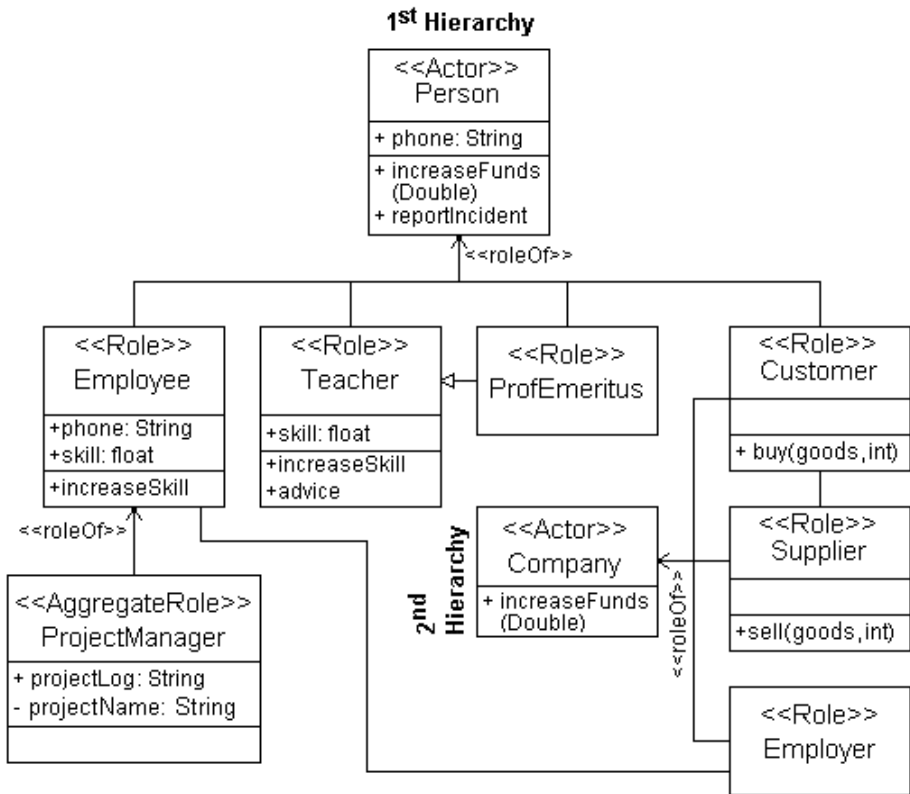 1st Hierarchy
<<Actor>>
Person
+ phone: String
+ increaseFunds
(Double)
+ reportIncident
<<roleOf>>
<<Role>>
Employee
+phone: String
+skill: float
+increaseSkill
<<Role>>
Teacher
+skill: float
+increaseSkill
+advice
<<Role>>
ProfEmeritus
<<Role>>
Customer
+ buy(goods,int)
<<roleOf>>
<<AggregateRole>>
ProjectManager
+ projectLog: String
- projectName: String
2nd
Hierarchy
<<Actor>>
Company
+ increaseFunds
(Double)
<<roleOf>>
<<Role>>
Supplier
+sell(goods,int)
<<Role>>
Employer